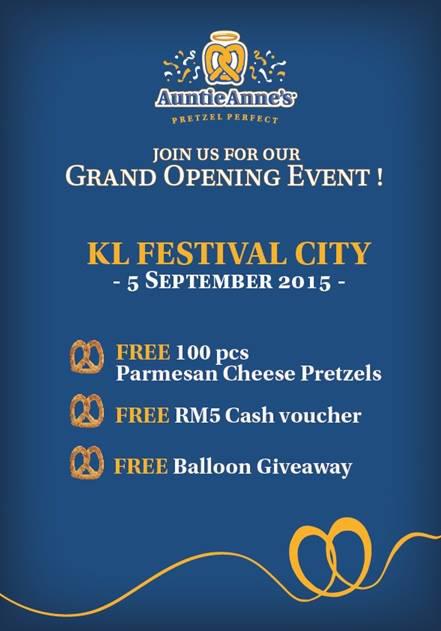 AuntieAnne's
PRETZEL PERFECT
JOIN US FOR OUR
GRAND OPENING EVENT !
KL FESTIVAL CITY
- 5 SEPTEMBER 2015 -
FREE 100 pcs
Parmesan Cheese Pretzels
FREE RM5 Cash voucher
FREE Balloon Giveaway